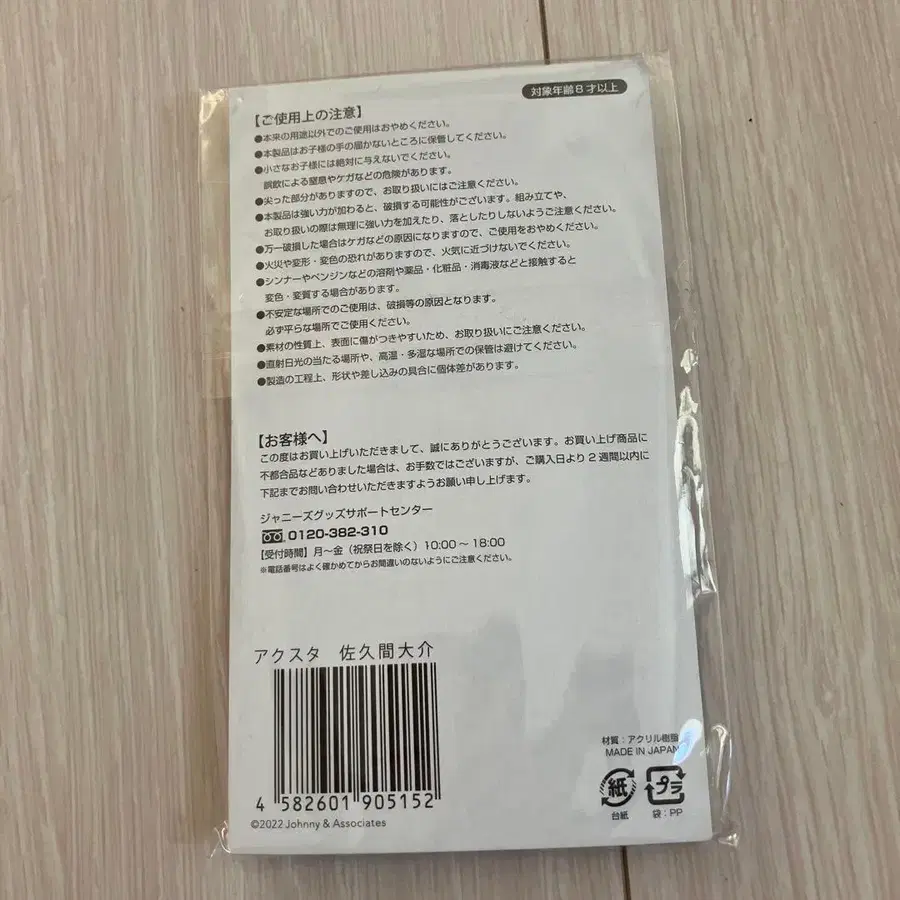 対象年齢8才以上
【ご使用上の注意】
●本来の用途以外でのご使用はおやめください。
●本製品はお子様の手の届かないところに保管してください。
●小さなお子様には絶対に与えないでください。
誤飲による窒息やケガなどの危険があります。
●尖った部分がありますので、お取り扱いにはご注意ください。
●本製品は強い力が加わると、破損する可能性がございます。組み立てや、
お取り扱いの際は無理に強い力を加えたり、落としたりしないようご注意ください。
●万一破損した場合はケガなどの原因になりますので、ご使用をおやめください。
●火災や変形・変色の恐れがありますので、火気に近づけないでください。
●シンナーやベンジンなどの溶剤や薬品・化粧品・消毒液などと接触すると
変色・変質する場合があります。
●不安定な場所でのご使用は、破損等の原因となります。
必ず平らな場所でご使用ください。
●素材の性質上、表面に傷がつきやすいため、お取り扱いにご注意ください。
●直射日光の当たる場所や、高温・多湿な場所での保管は避けてください。
●製造の工程上、形状や差し込みの具合に個体差があります。
【お客様へ】
この度はお買い上げいただきまして、誠にありがとうございます。お買い上げ商品に
不都合品などありました場合は、お手数ではございますが、ご購入日より2週間以内に
下記までお問い合わせいただきますようお願い申し上げます。
ジャニーズグッズサポートセンター
0120-382-310
【受付時間】月〜金（祝祭日を除く）10:00〜18:00
※電話番号はよく確かめてからお間違いのないようにご注意ください。
アクスタ 佐久間大介
4 582601 905152
©2022 Johnny & Associates
材質：アクリル樹脂
MADE IN JAPAN
紙 プラ
台紙 袋：PP